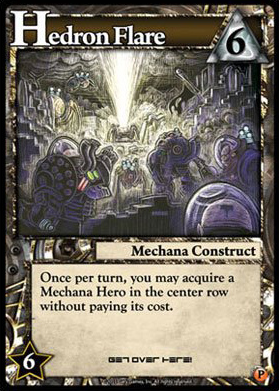 Hedron Flare
6
Mechana Construct
Once per turn, you may acquire a
Mechana Hero in the center row
without paying its cost.
6
Get over here!
P